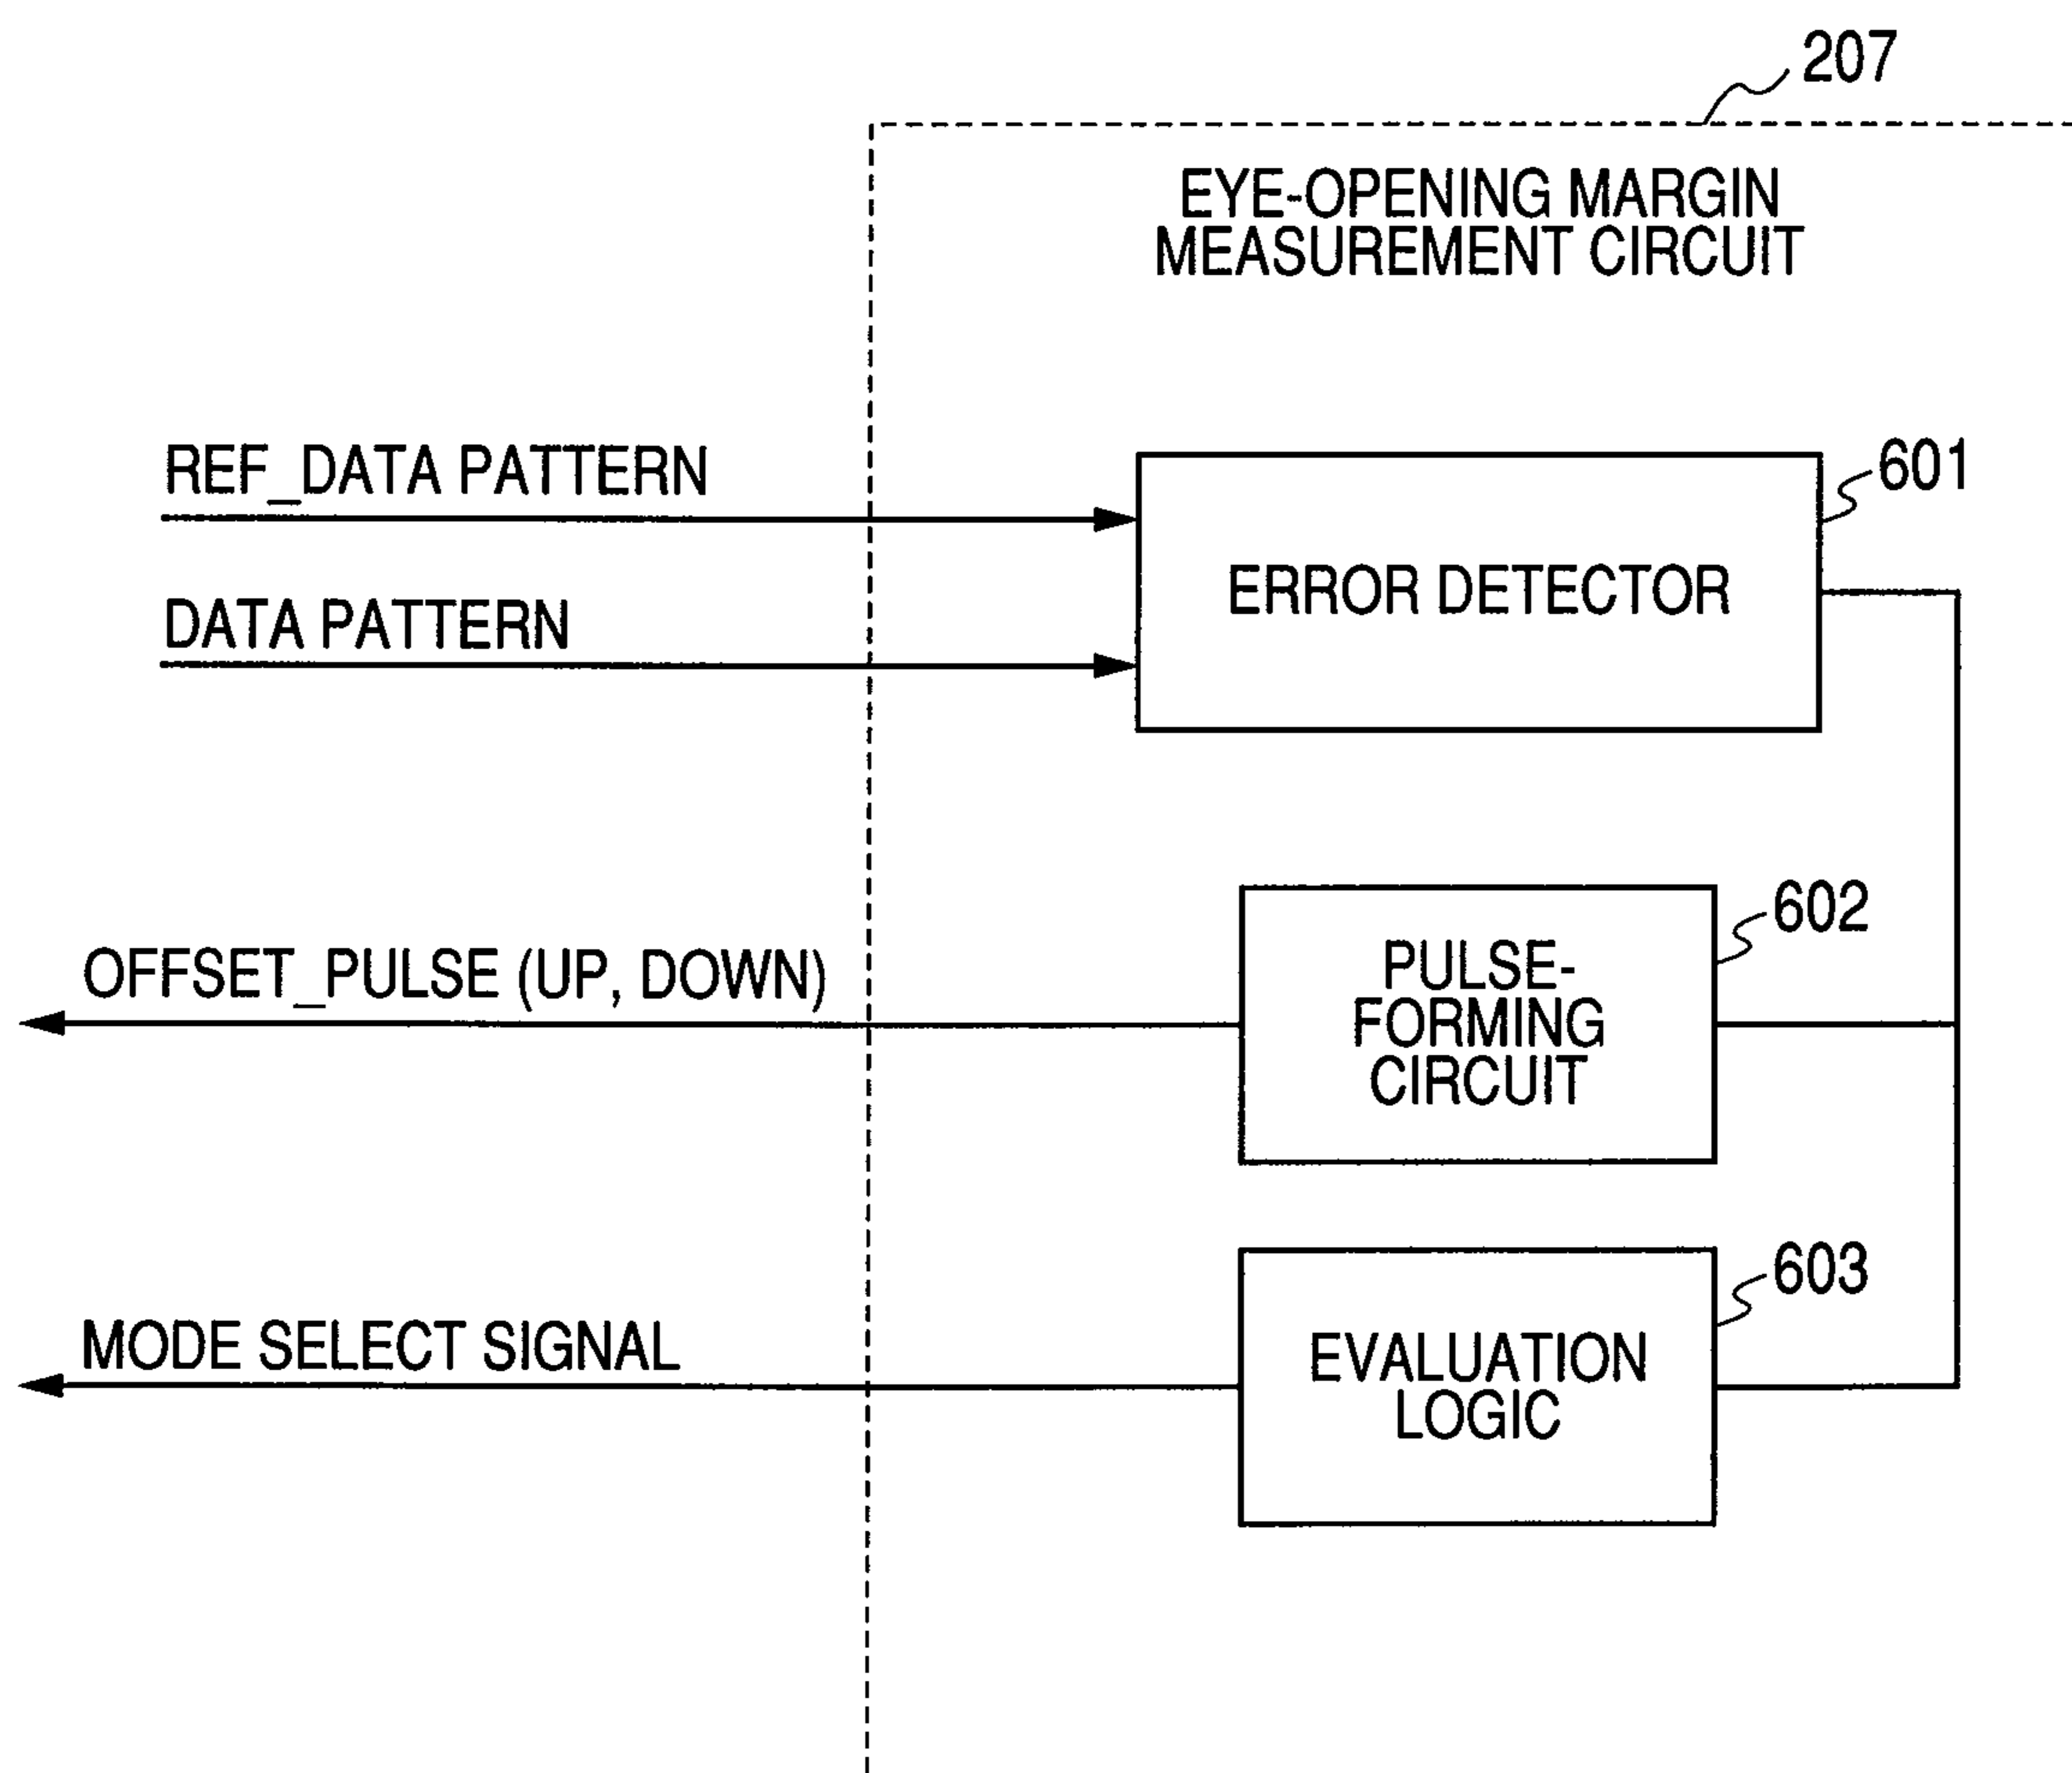 207
EYE-OPENING MARGIN
MEASUREMENT CIRCUIT
REF_DATA PATTERN
601
ERROR DETECTOR
DATA PATTERN
602
PULSE-
FORMING
CIRCUIT
OFFSET_PULSE (UP, DOWN)
603
EVALUATION
LOGIC
MODE SELECT SIGNAL